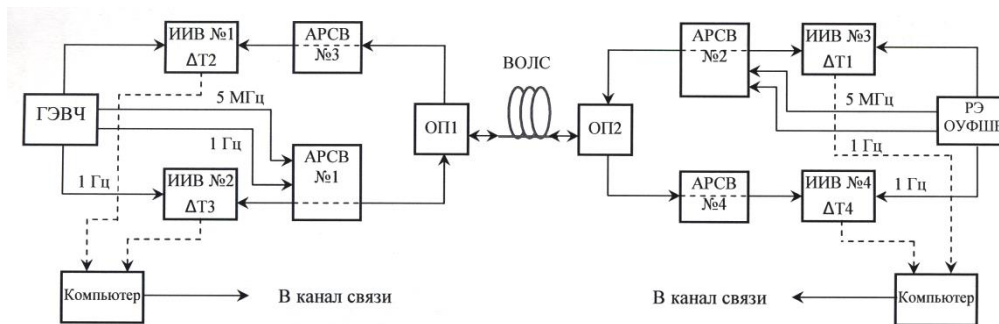 ИИВ №1
ΔТ2
АРСВ
№3
ГЭВЧ
5 МГц
1 Гц
1 Гц
ИИВ №2
ΔТ3
АРСВ
№1
ОП1
ВОЛС
ОП2
АРСВ
№2
ИИВ №3
ΔТ1
5 МГц
РЭ
ОУФШЕ
1 Гц
1 Гц
АРСВ
№4
ИИВ №4
ΔТ4
Компьютер
В канал связи
В канал связи
Компьютер